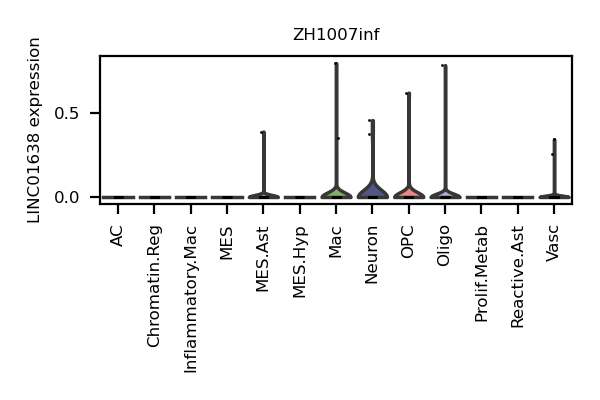 ZH1007inf
LINC01638 expression
0.5
0.0
AC
Chromatin.Reg
Inflammatory.Mac
MES
MES.Ast
MES.Hyp
Mac
Neuron
OPC
Oligo
Prolif.Metab
Reactive.Ast
Vasc